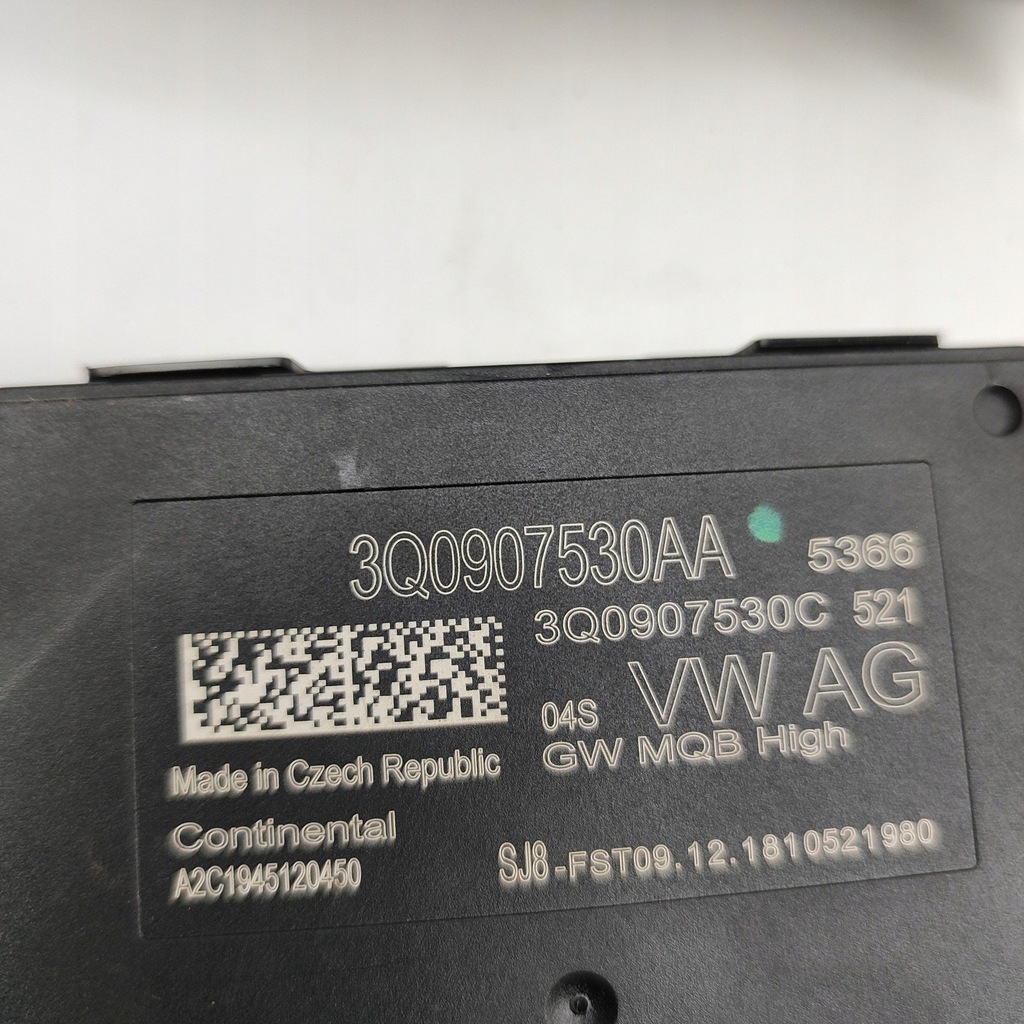 3Q0907530AA 5366
3Q0907530C 521
04S VW AG
GW MQB High
Made in Czech Republic
Continental
A2C1945120450
SJ8-FST09.12.1810521980